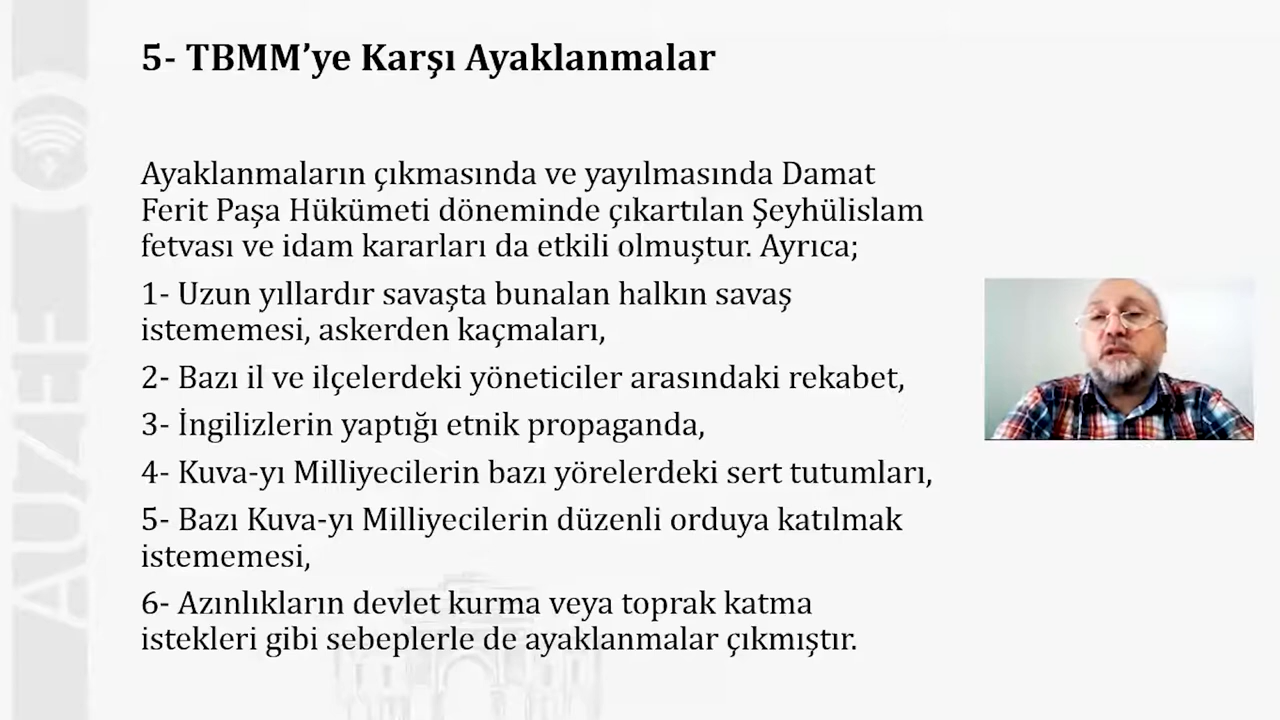 5- TBMM’ye Karşı Ayaklanmalar
Ayaklanmaların çıkmasında ve yayılmasında Damat
Ferit Paşa Hükümeti döneminde çıkartılan Şeyhülislam
fetvası ve idam kararları da etkili olmuştur. Ayrıca;
1- Uzun yıllardır savaşta bunalan halkın savaş
istememesi, askerden kaçmaları,
2- Bazı il ve ilçelerdeki yöneticiler arasındaki rekabet,
3- İngilizlerin yaptığı etnik propaganda,
4- Kuva-yı Milliyecilerin bazı yörelerdeki sert tutumları,
5- Bazı Kuva-yı Milliyecilerin düzenli orduya katılmak
istememesi,
6- Azınlıkların devlet kurma veya toprak katma
istekleri gibi sebeplerle de ayaklanmalar çıkmıştır.
AUZEF